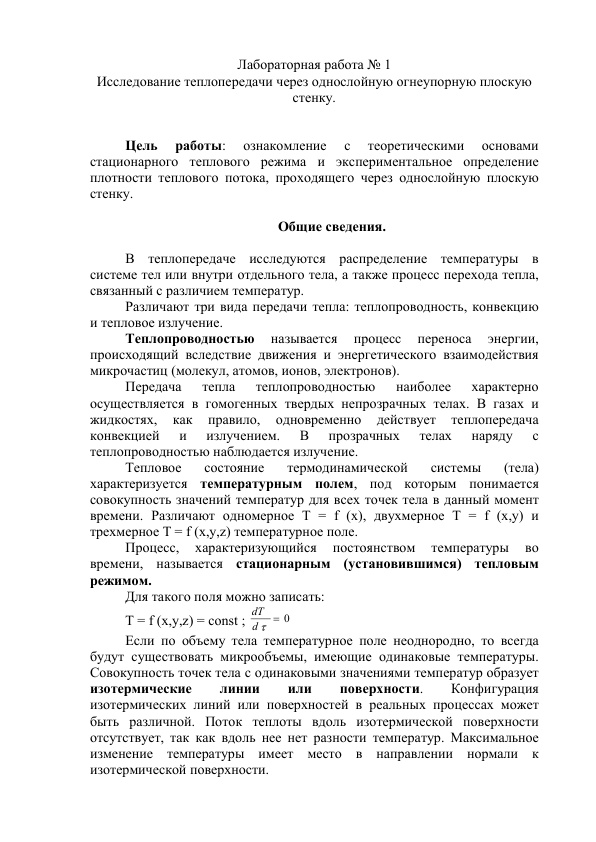 Лабораторная работа № 1
Исследование теплопередачи через однослойную огнеупорную плоскую
стенку.
Цель работы: ознакомление с теоретическими основами
стационарного теплового режима и экспериментальное определение
плотности теплового потока, проходящего через однослойную плоскую
стенку.
Общие сведения.
В теплопередаче исследуются распределение температуры в
системе тел или внутри отдельного тела, а также процесс перехода тепла,
связанный с различием температур.
Различают три вида передачи тепла: теплопроводность, конвекцию
и тепловое излучение.
Теплопроводностью называется процесс переноса энергии,
происходящий вследствие движения и энергетического взаимодействия
микрочастиц (молекул, атомов, ионов, электронов).
Передача тепла теплопроводностью наиболее характерно
осуществляется в гомогенных твердых непрозрачных телах. В газах и
жидкостях, как правило, одновременно действует теплопередача
конвекцией и излучением. В прозрачных телах наряду с
теплопроводностью наблюдается излучение.
Тепловое состояние термодинамической системы (тела)
характеризуется температурным полем, под которым понимается
совокупность значений температур для всех точек тела в данный момент
времени. Различают одномерное T = f (x), двухмерное T = f (x,y) и
трехмерное T = f (x,y,z) температурное поле.
Процесс, характеризующийся постоянством температуры во
времени, называется стационарным (установившимся) тепловым
режимом.
Для такого поля можно записать:
T = f (x,y,z) = const ; dT/dτ = 0
Если по объему тела температурное поле неоднородно, то всегда
будут существовать микрообъемы, имеющие одинаковые температуры.
Совокупность точек тела с одинаковыми значениями температур образует
изотермические линии или поверхности. Конфигурация
изотермических линий или поверхностей в реальных процессах может
быть различной. Поток теплоты вдоль изотермической поверхности
отсутствует, так как вдоль нее нет разности температур. Максимальное
изменение температуры имеет место в направлении нормали к
изотермической поверхности.